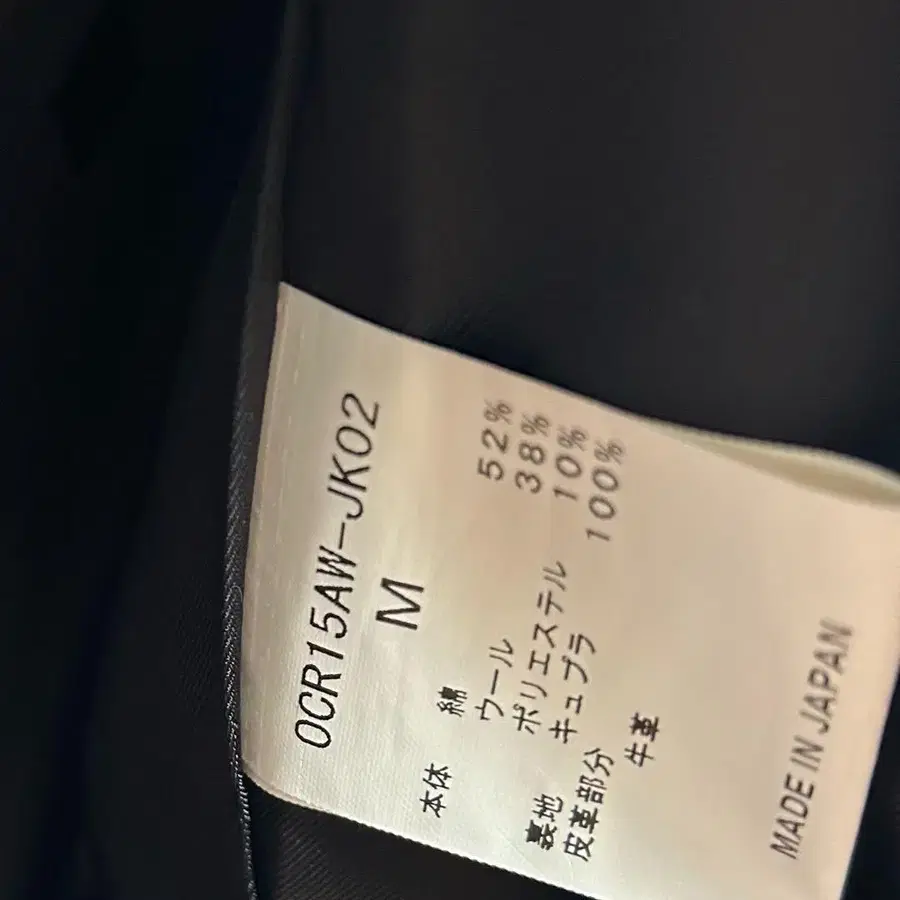 OCR15AW-JK02
M
本体 綿 52%
ウール 38%
ポリエステル 10%
裏地 キュプラ 100%
皮革部分 牛革
MADE IN JAPAN